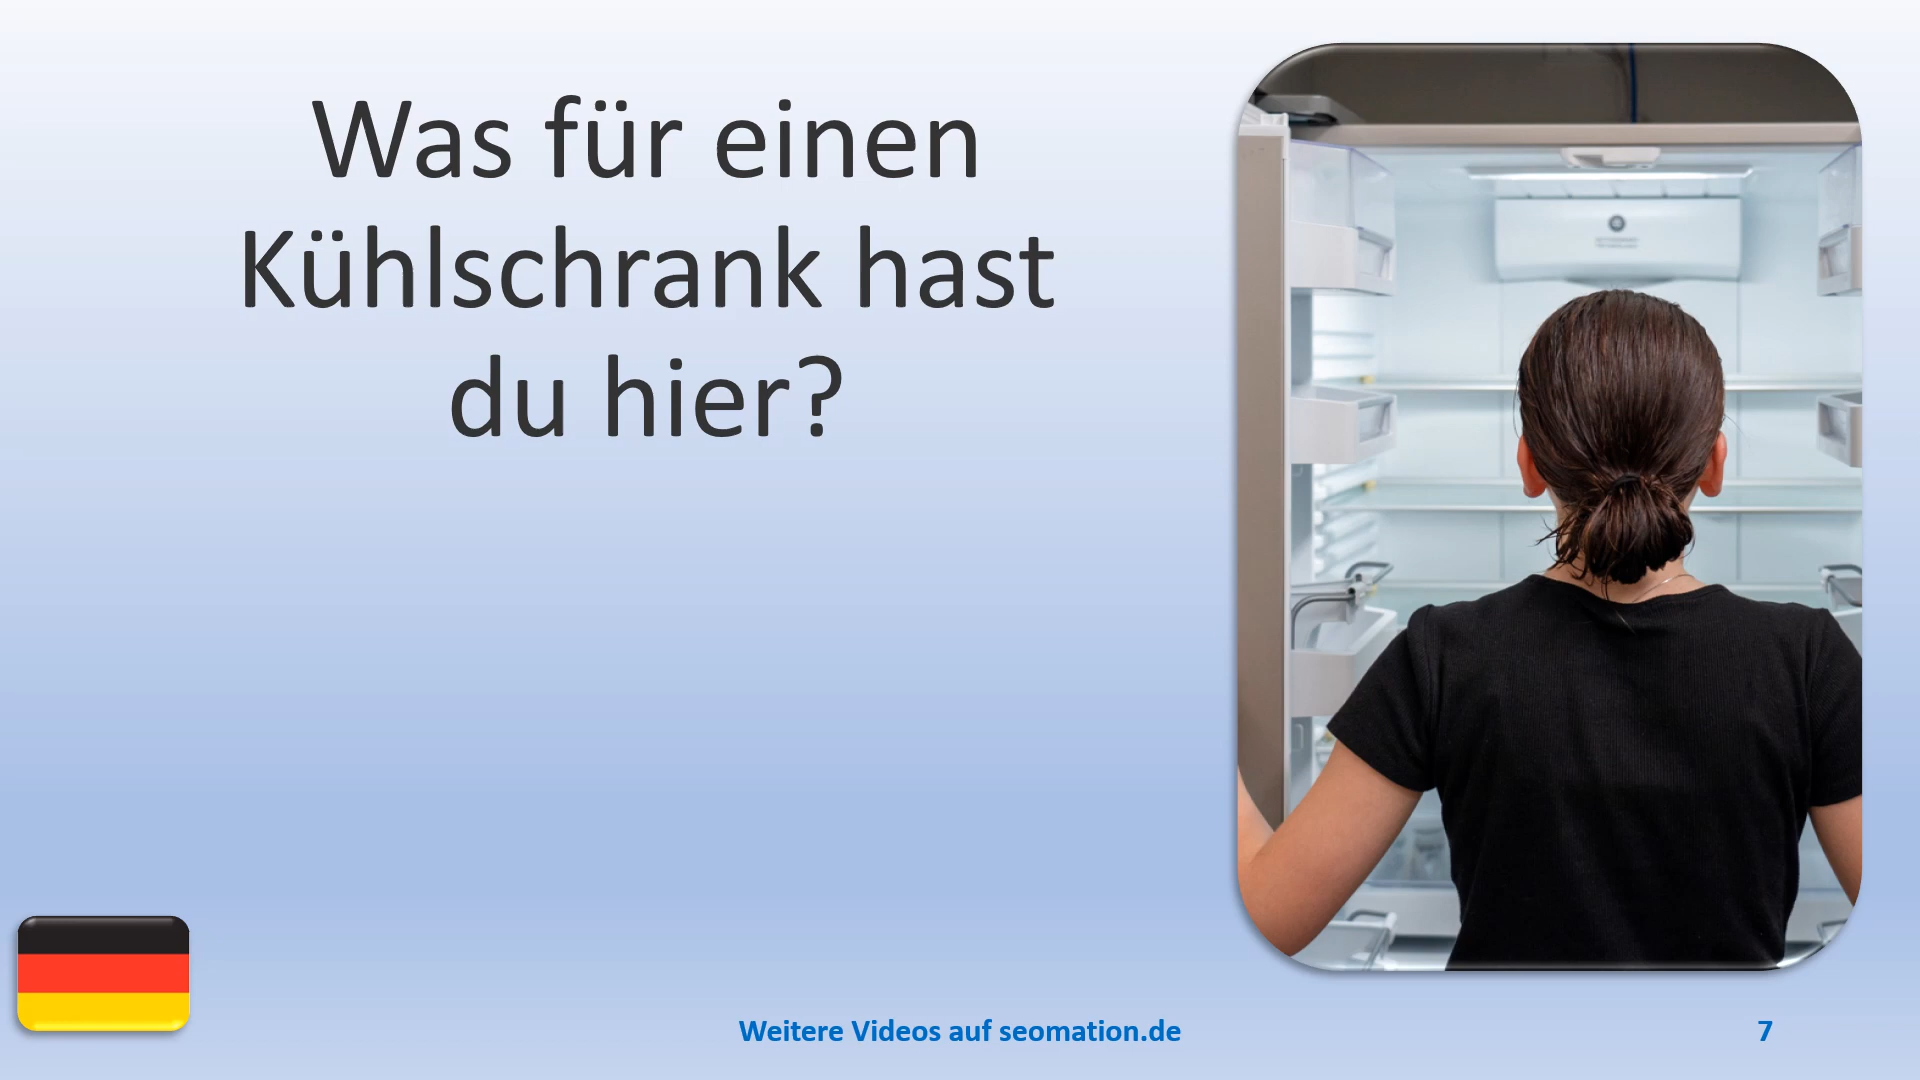 Was für einen
Kühlschrank hast
du hier?
Weitere Videos auf seomation.de
7